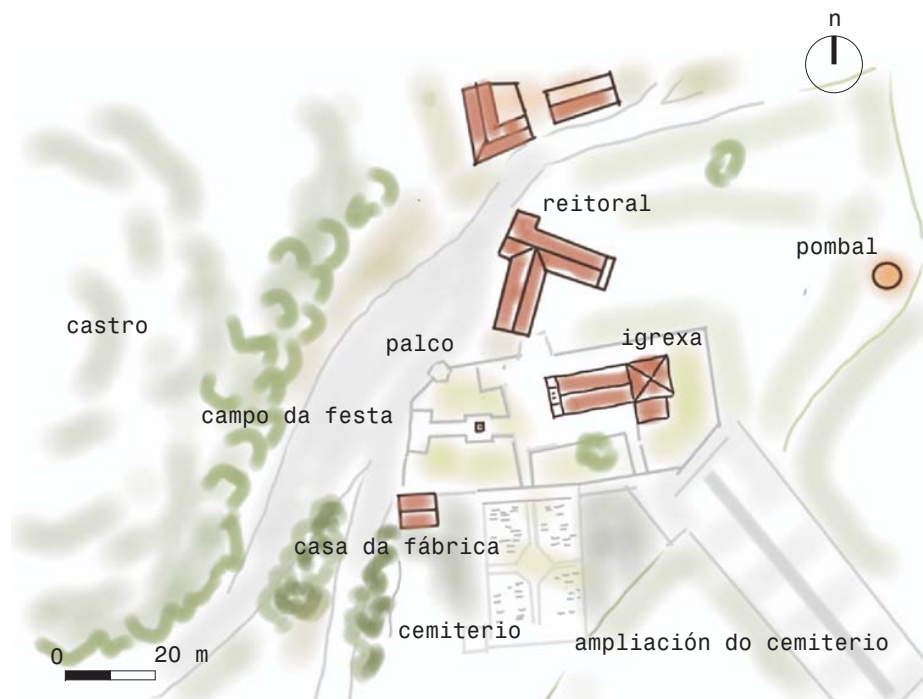 n
reitoral
pombal
castro
igrexa
palco
campo da festa
casa da fábrica
cemiterio
ampliación do cemiterio
0 20 m